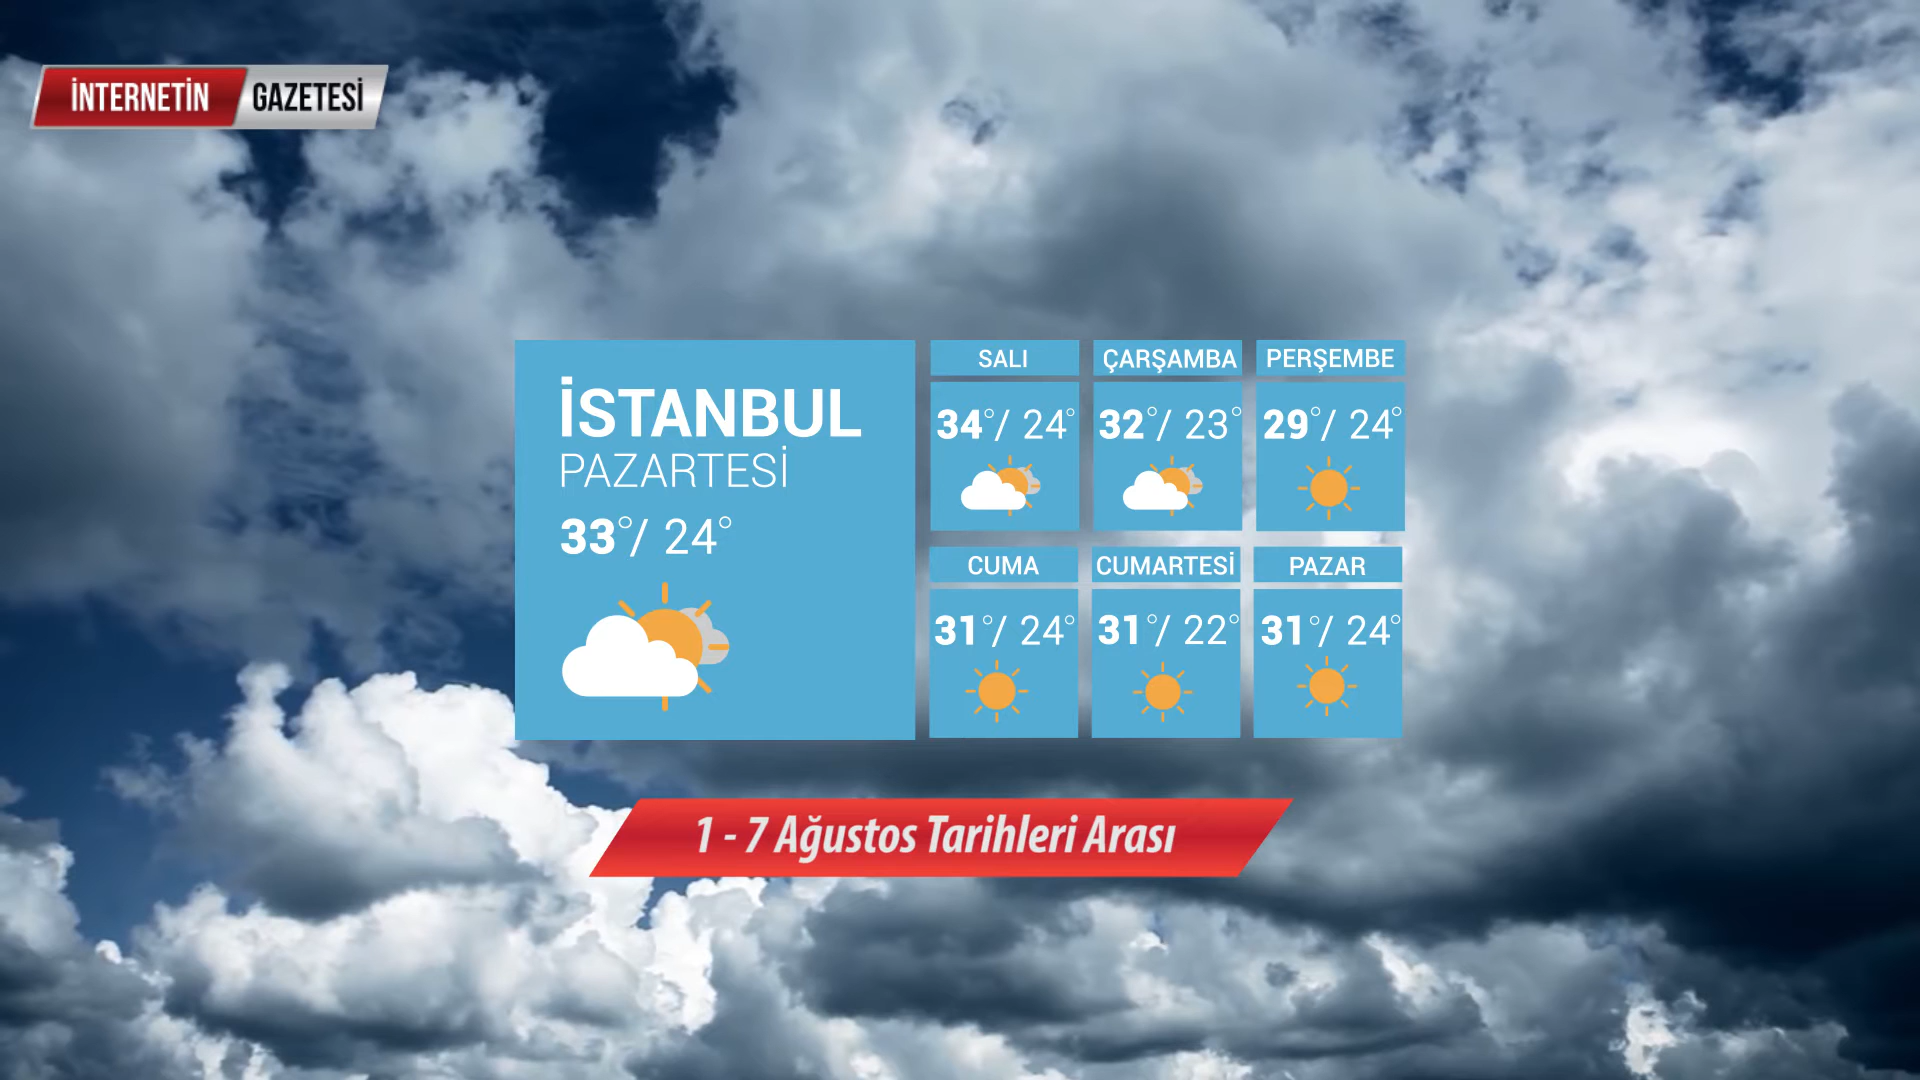 İNTERNETİN GAZETESİ
İSTANBUL
PAZARTESİ
33°/ 24°
SALI
34°/ 24°
ÇARŞAMBA
32°/ 23°
PERŞEMBE
29°/ 24°
CUMA
31°/ 24°
CUMARTESİ
31°/ 22°
PAZAR
31°/ 24°
1 - 7 Ağustos Tarihleri Arası